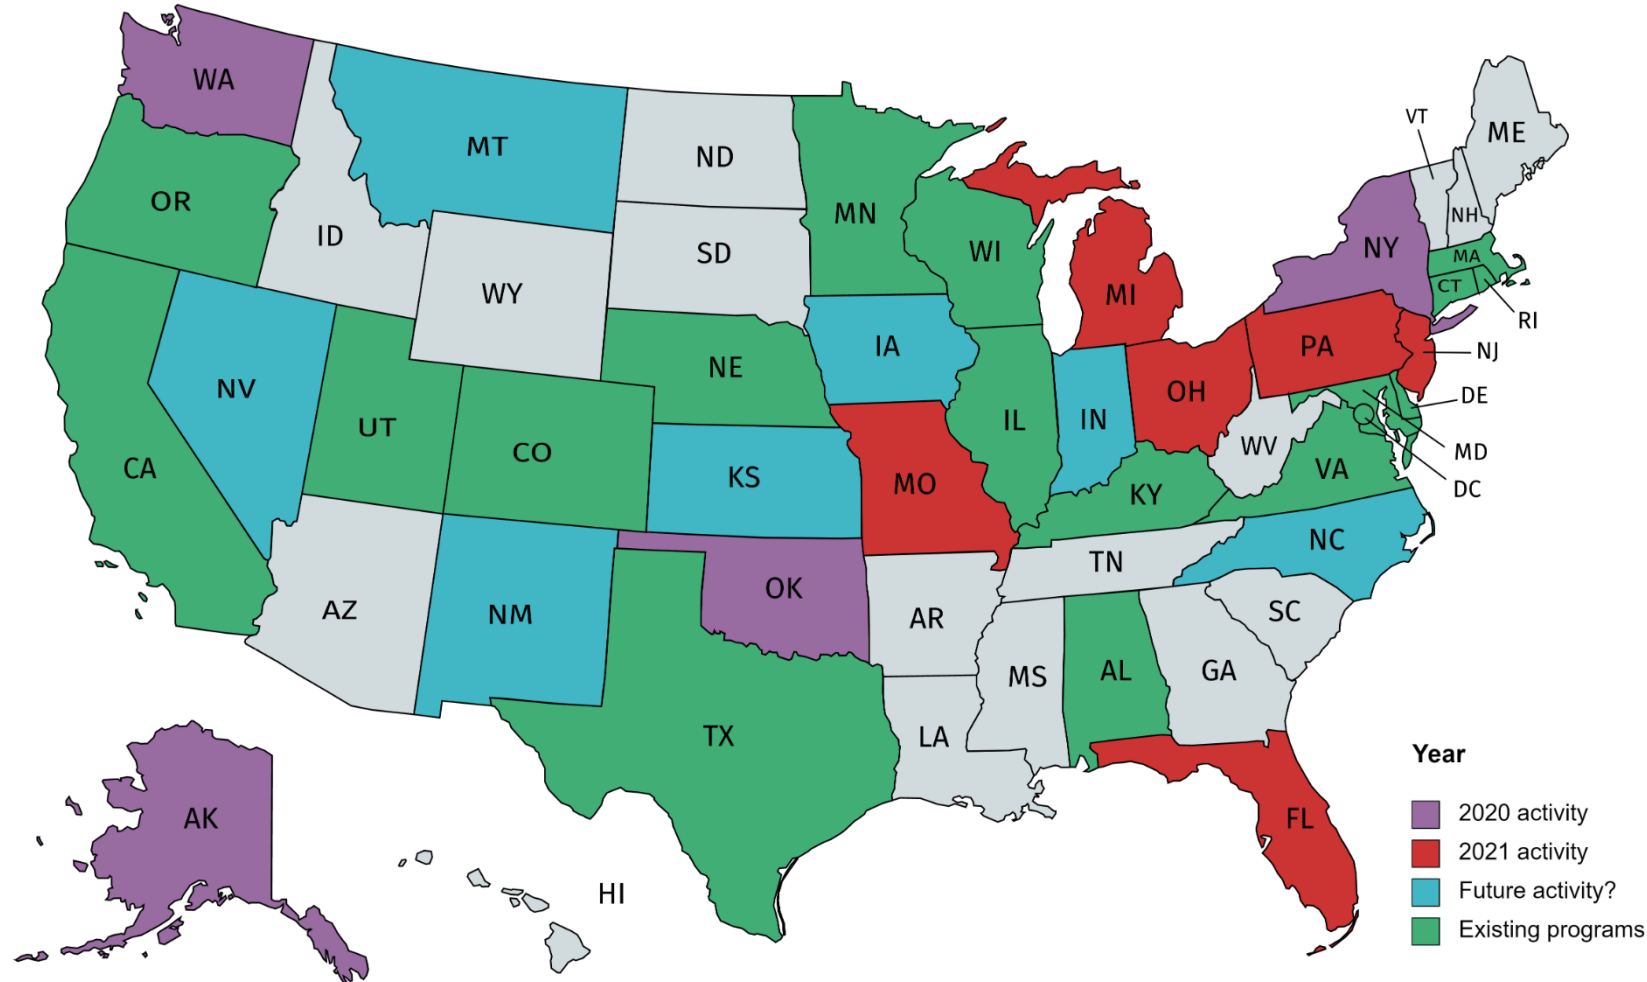 WA
MT
ND
MN
VT
ME
OR
ID
SD
WI
NH
NY
MA
WY
MI
CT
RI
IA
PA
NJ
NE
NV
OH
DE
UT
CO
IL
IN
WV
MD
CA
KS
MO
KY
VA
DC
NC
TN
OK
AZ
NM
AR
SC
MS
AL
GA
TX
LA
Year
AK
FL
2020 activity
2021 activity
HI
Future activity?
Existing programs